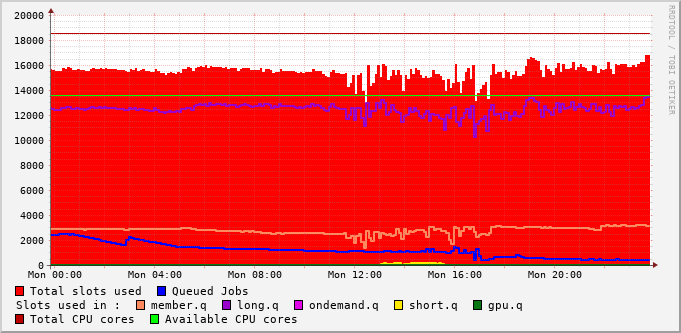 20000
18000
16000
14000
12000
10000
8000
6000
4000
2000
0
Mon 00:00 Mon 04:00 Mon 08:00 Mon 12:00 Mon 16:00 Mon 20:00
RRDTOOL / TOBI OETIKER
Total slots used Queued Jobs
Slots used in : member.q long.q ondemand.q short.q gpu.q
Total CPU cores Available CPU cores